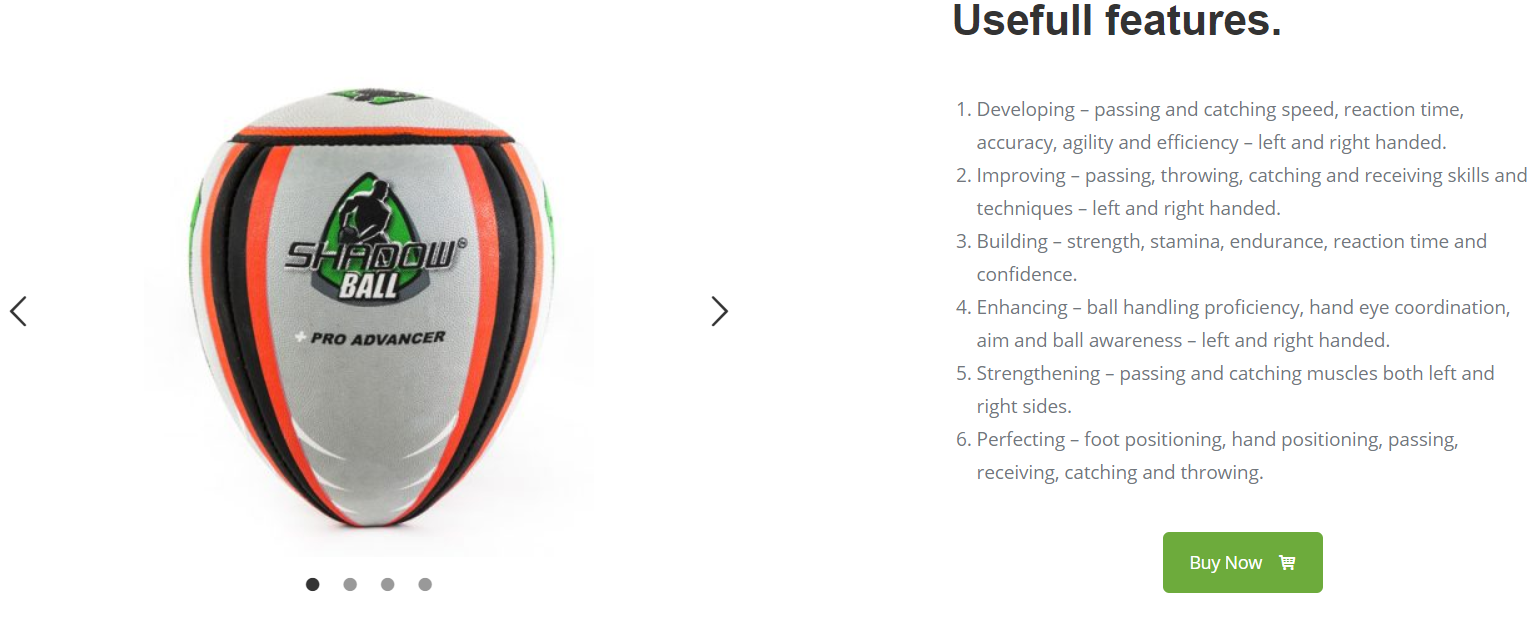 Usefull features.
SHADOW®
BALL
+ PRO ADVANCER
1. Developing – passing and catching speed, reaction time,
accuracy, agility and efficiency – left and right handed.
2. Improving – passing, throwing, catching and receiving skills and
techniques – left and right handed.
3. Building – strength, stamina, endurance, reaction time and
confidence.
4. Enhancing – ball handling proficiency, hand eye coordination,
aim and ball awareness – left and right handed.
5. Strengthening – passing and catching muscles both left and
right sides.
6. Perfecting – foot positioning, hand positioning, passing,
receiving, catching and throwing.
Buy Now